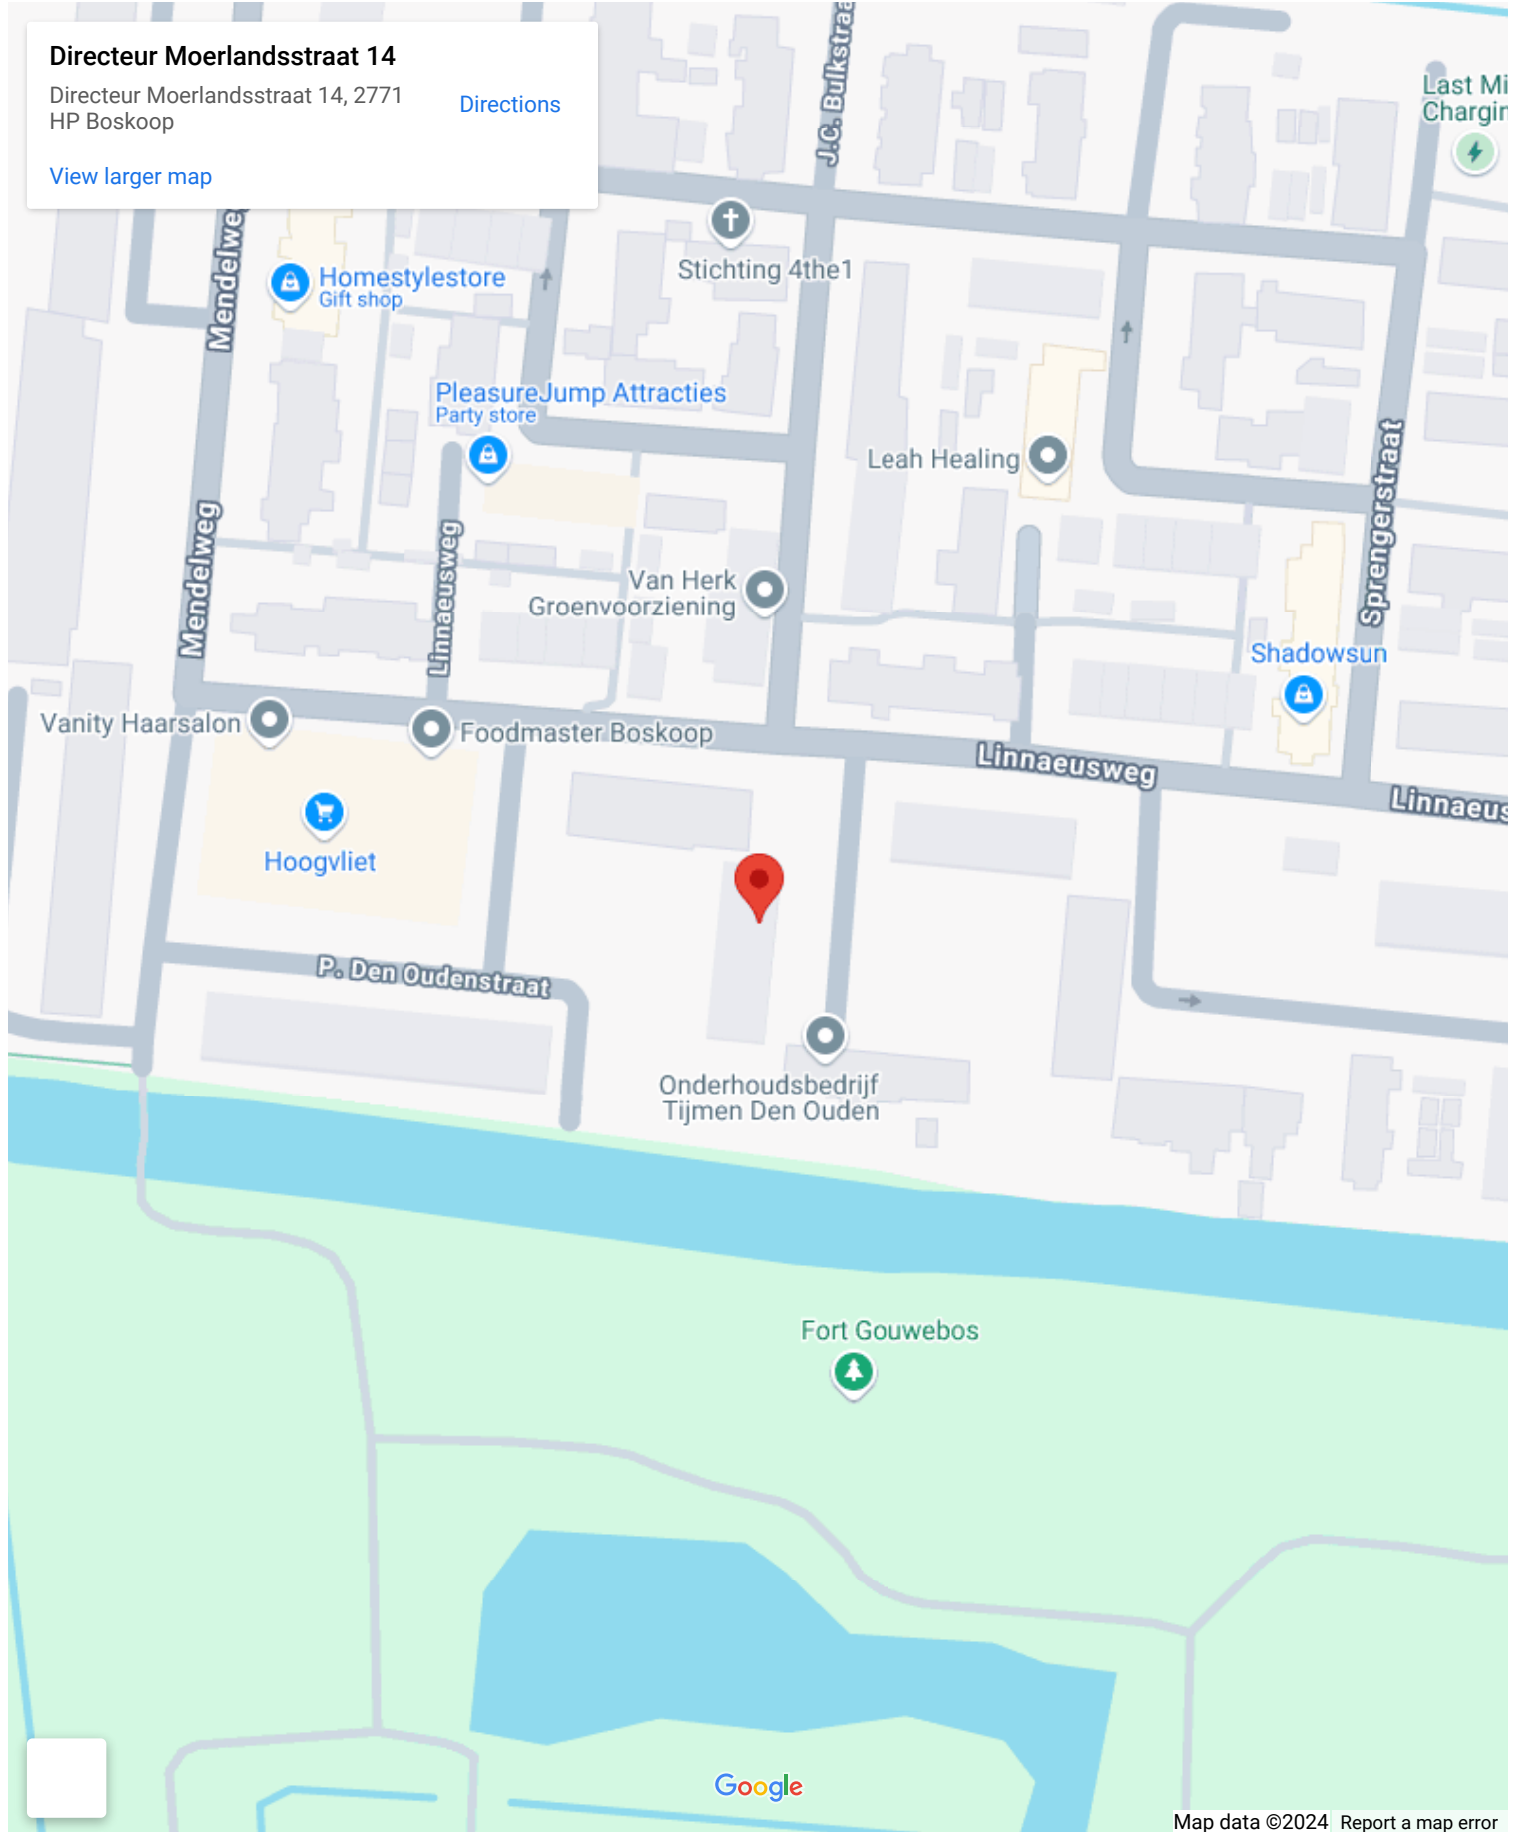 Directeur Moerlandsstraat 14
Directeur Moerlandsstraat 14, 2771
HP Boskoop
Directions
View larger map
J.C. Bulkstraa
Last Mi
Chargin
Mendelweg
Stichting 4the1
Homestylestore
Gift shop
PleasureJump Attracties
Party store
Leah Healing
Sprengerstraat
Mendelweg
Linnaeusweg
Van Herk
Groenvoorziening
Shadowsun
Vanity Haarsalon
Foodmaster Boskoop
Linnaeusweg
Linnaeus
Hoogvliet
P. Den Oudenstraat
Onderhoudsbedrijf
Tijmen Den Ouden
Fort Gouwebos
Google
Map data ©2024
Report a map error